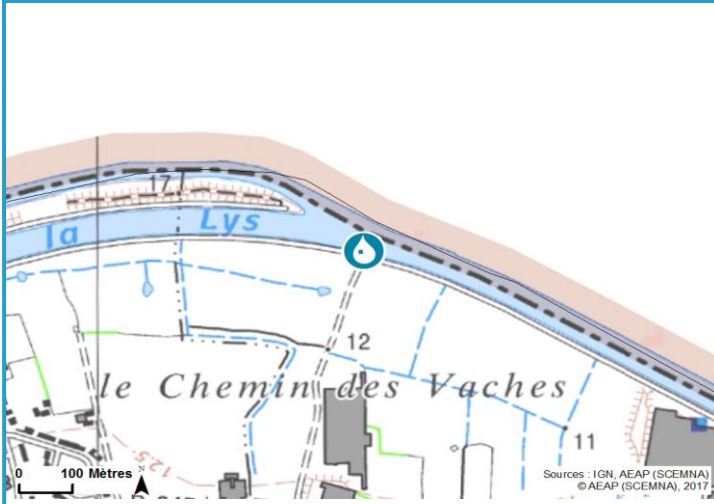 17
la Lys
12
le Chemin des Vaches
11
125
0 100 Mètres N
Sources : IGN, AEAP (SCEMNA)
© AEAP (SCEMNA), 2017